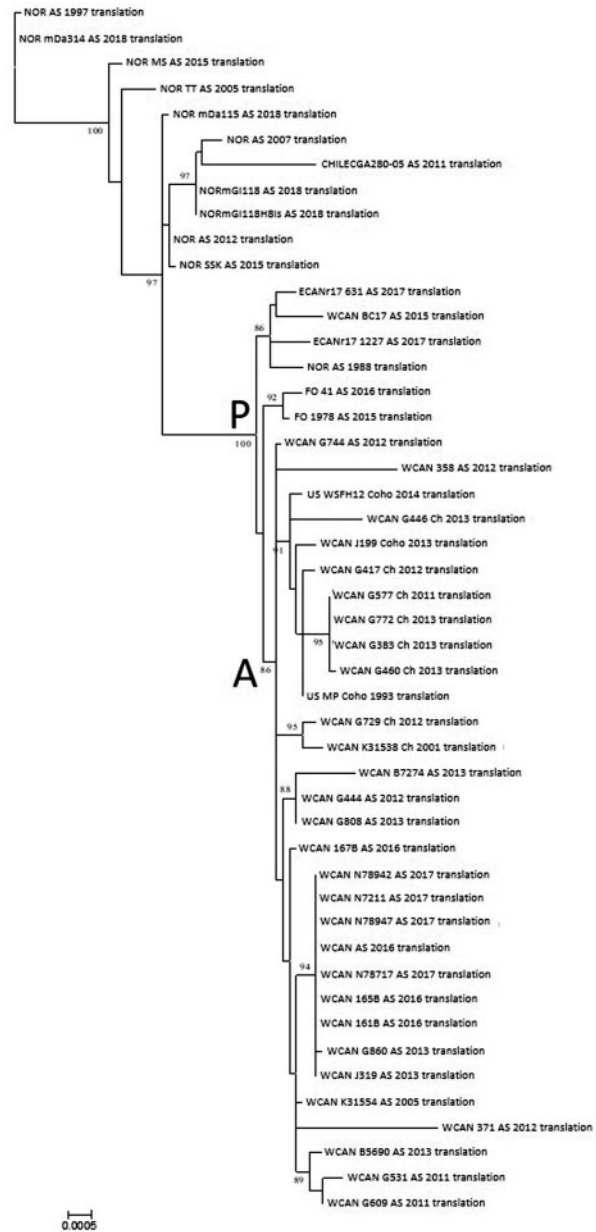 NOR AS 1997 translation
NOR mDa314 AS 2018 translation
NOR MS AS 2015 translation
NOR TT AS 2005 translation
NOR mDa115 AS 2018 translation
100
NOR AS 2007 translation
CHILECGA280-05 AS 2011 translation
97
NORmGI118 AS 2018 translation
NORmGI118H8Is AS 2018 translation
NOR AS 2012 translation
NOR SSK AS 2015 translation
97
ECANr17 631 AS 2017 translation
WCAN BC17 AS 2015 translation
86
ECANr17 1227 AS 2017 translation
NOR AS 1988 translation
FO 41 AS 2016 translation
92
P
FO 1978 AS 2015 translation
100
WCAN G744 AS 2012 translation
WCAN 358 AS 2012 translation
US WSFH12 Coho 2014 translation
WCAN G446 Ch 2013 translation
WCAN J199 Coho 2013 translation
91
WCAN G417 Ch 2012 translation
WCAN G577 Ch 2011 translation
WCAN G772 Ch 2013 translation
95
WCAN G383 Ch 2013 translation
A
86
WCAN G460 Ch 2013 translation
US MP Coho 1993 translation
WCAN G729 Ch 2012 translation
95
WCAN K31538 Ch 2001 translation
WCAN B7274 AS 2013 translation
88
WCAN G444 AS 2012 translation
WCAN G808 AS 2013 translation
WCAN 167B AS 2016 translation
WCAN N78942 AS 2017 translation
WCAN N7211 AS 2017 translation
WCAN N78947 AS 2017 translation
WCAN AS 2016 translation
94
WCAN N78717 AS 2017 translation
WCAN 165B AS 2016 translation
WCAN 161B AS 2016 translation
WCAN G860 AS 2013 translation
WCAN J319 AS 2013 translation
WCAN K31554 AS 2005 translation
WCAN 371 AS 2012 translation
WCAN B5690 AS 2013 translation
89
WCAN G531 AS 2011 translation
WCAN G609 AS 2011 translation
0.0005